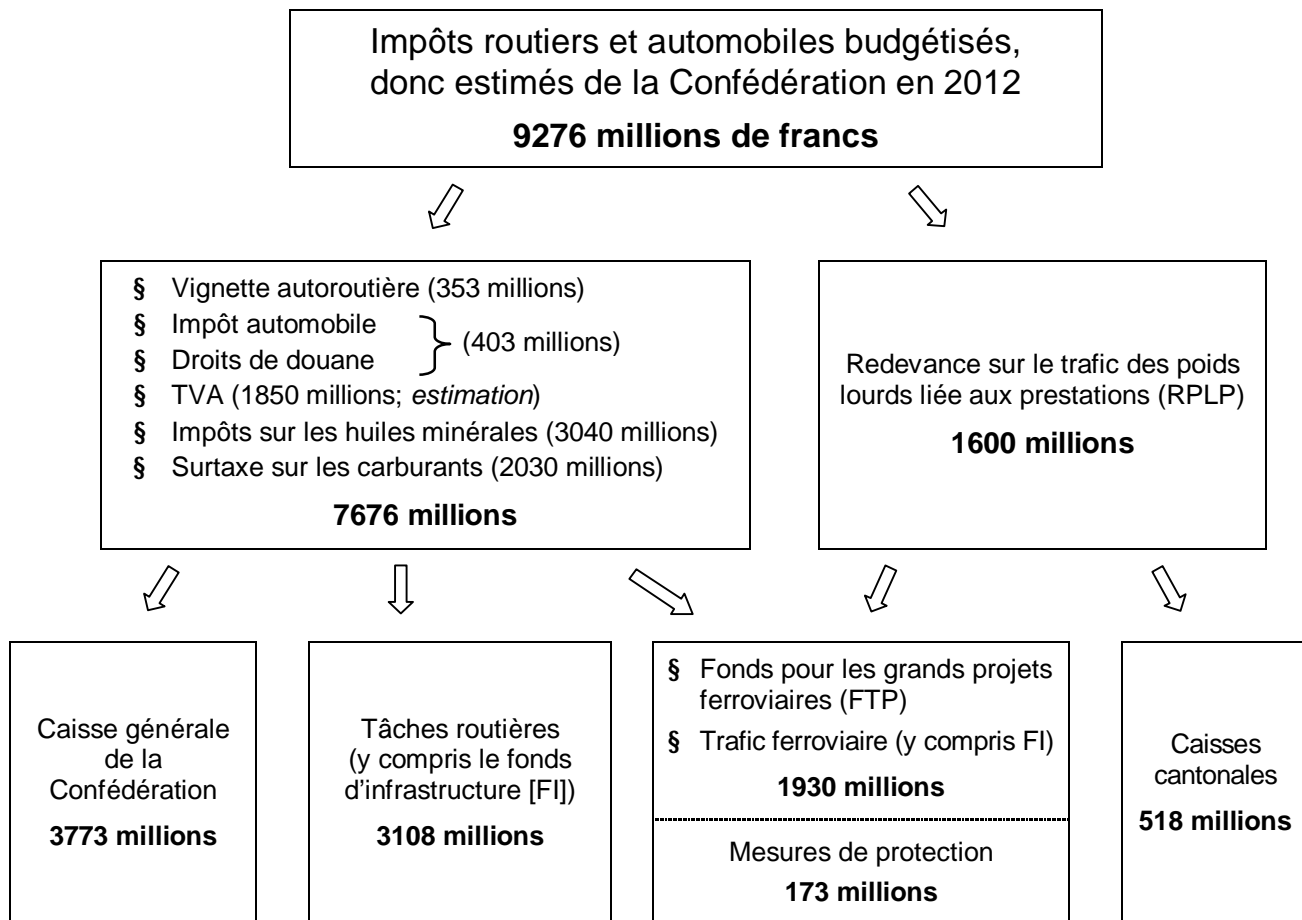 Impôts routiers et automobiles budgétisés,
donc estimés de la Confédération en 2012
9276 millions de francs
§ Vignette autoroutière (353 millions)
§ Impôt automobile
§ Droits de douane
(403 millions)
§ TVA (1850 millions; estimation)
§ Impôts sur les huiles minérales (3040 millions)
§ Surtaxe sur les carburants (2030 millions)
7676 millions
Redevance sur le trafic des poids
lourds liée aux prestations (RPLP)
1600 millions
Caisse générale
de la
Confédération
3773 millions
Tâches routières
(y compris le fonds
d'infrastructure [FI])
3108 millions
§ Fonds pour les grands projets
ferroviaires (FTP)
§ Trafic ferroviaire (y compris FI)
1930 millions
Mesures de protection
173 millions
Caisses
cantonales
518 millions